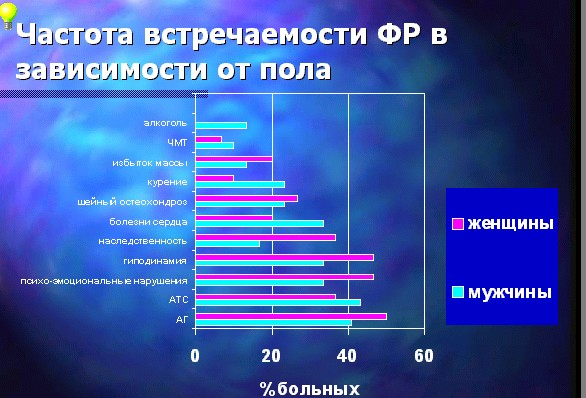 Частота встречаемости ФР в
зависимости от пола
алкоголь
ЧМТ
избыток массы
курение
шейный остеохондроз
болезни сердца
наследственность
гиподинамия
психо-эмоциональные нарушения
АТС
АГ
0 20 40 60
%больных
женщины
мужчины